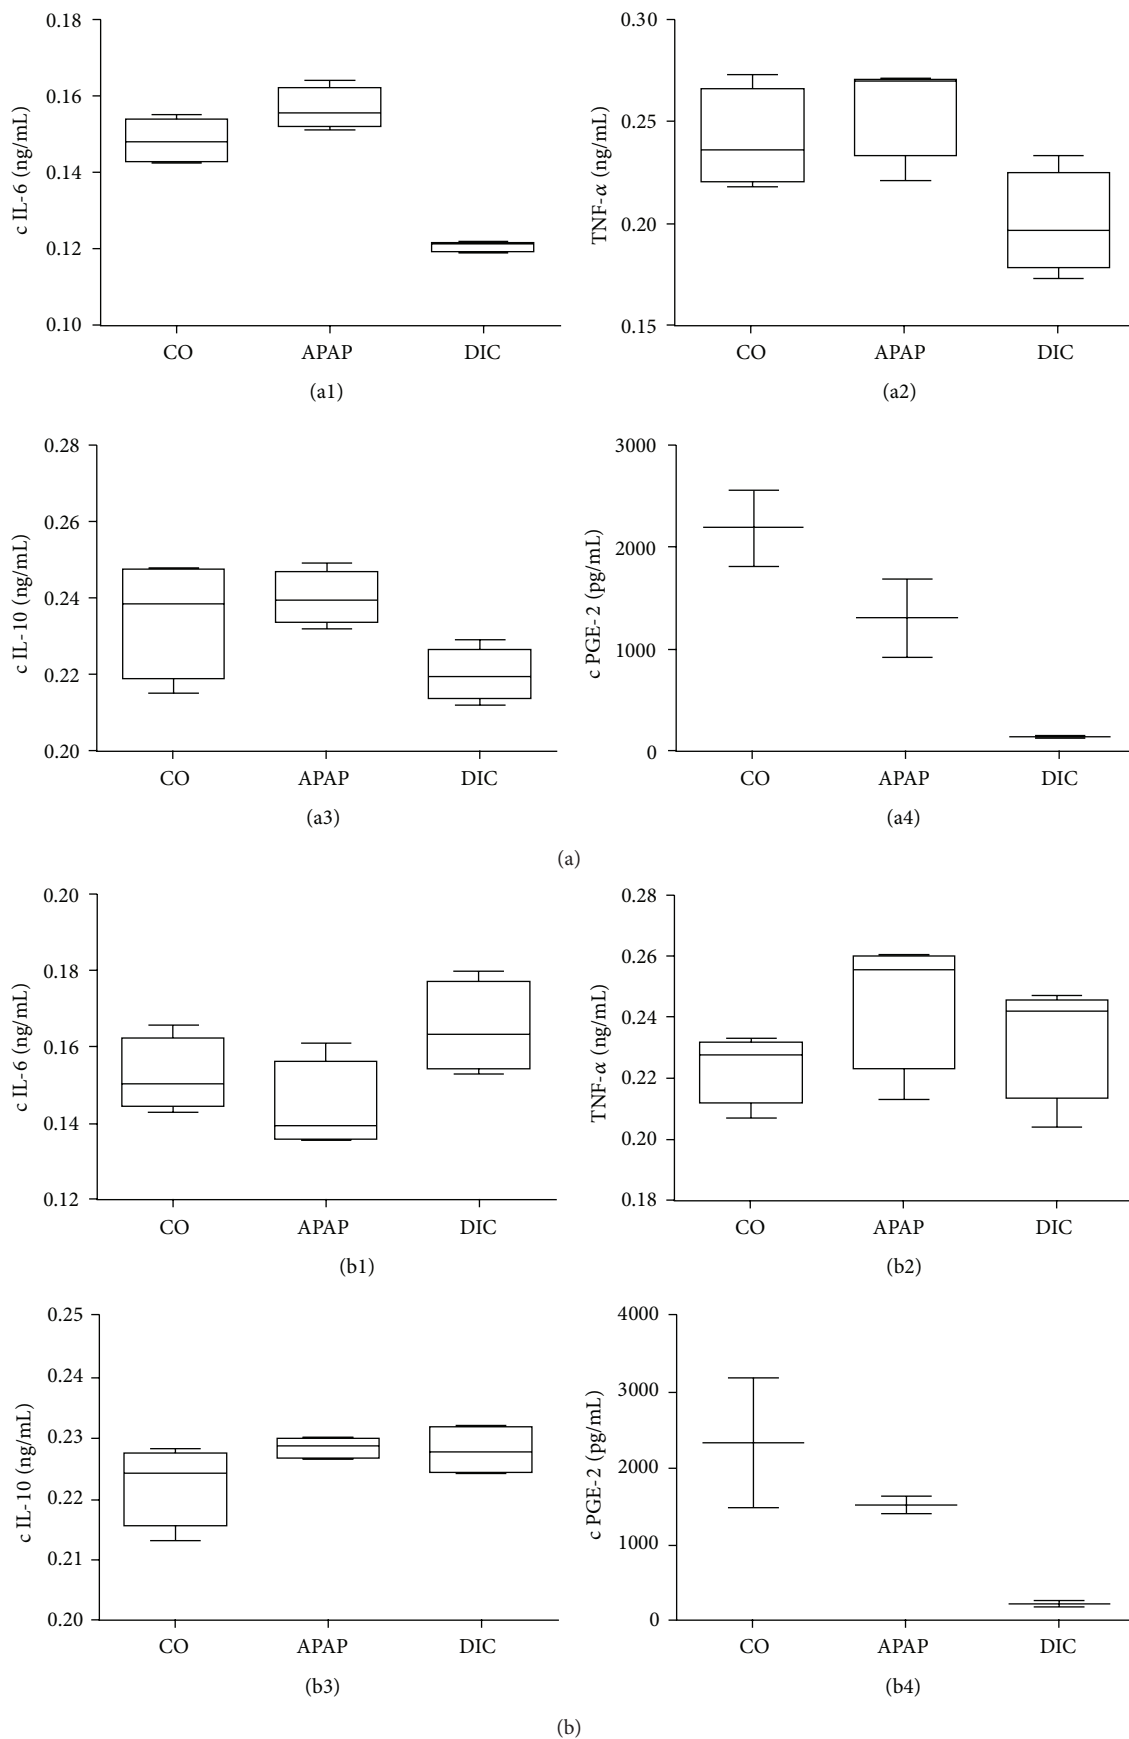 0.18
0.16
0.14
0.12
0.10
c IL-6 (ng/mL)
CO APAP DIC
(a1)
0.30
0.25
0.20
0.15
TNF-α (ng/mL)
CO APAP DIC
(a2)
0.28
0.26
0.24
0.22
0.20
c IL-10 (ng/mL)
CO APAP DIC
(a3)
3000
2000
1000
0
c PGE-2 (pg/mL)
CO APAP DIC
(a4)
(a)
0.20
0.18
0.16
0.14
0.12
c IL-6 (ng/mL)
CO APAP DIC
(b1)
0.28
0.26
0.24
0.22
0.20
0.18
TNF-α (ng/mL)
CO APAP DIC
(b2)
0.25
0.24
0.23
0.22
0.21
0.20
c IL-10 (ng/mL)
CO APAP DIC
(b3)
4000
3000
2000
1000
0
c PGE-2 (pg/mL)
CO APAP DIC
(b4)
(b)